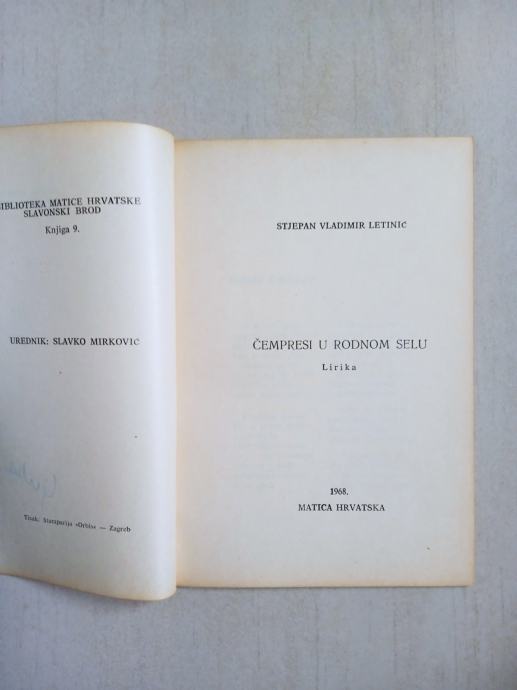 BIBLIOTEKA MATICE HRVATSKE
SLAVONSKI BROD
Knjiga 9.
UREDNIK: SLAVKO MIRKOVIĆ
Tisak: »Orbis« — Zagreb
STJEPAN VLADIMIR LETINIĆ
ČEMPRESI U RODNOM SELU
Lirika
1968.
MATICA HRVATSKA